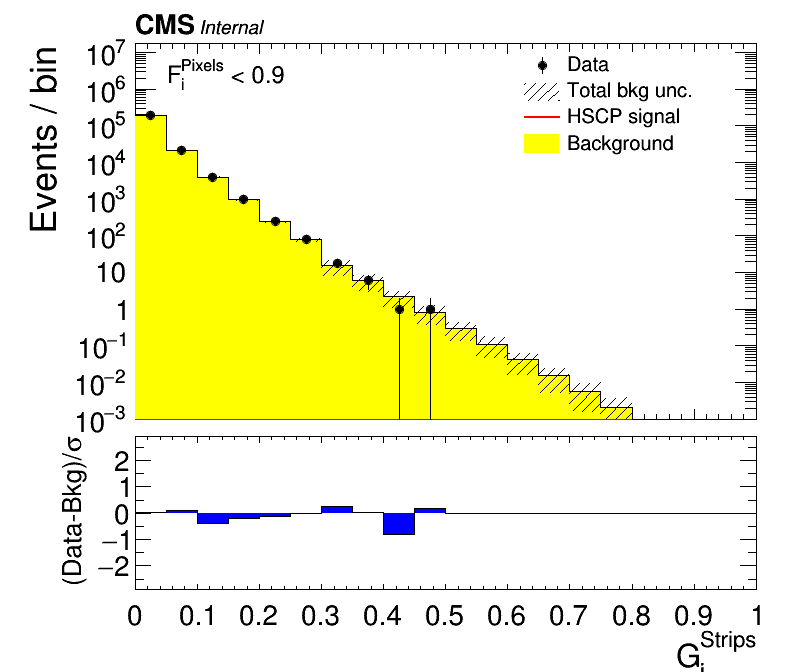 CMS Internal
F_i^Pixels < 0.9
Data
Total bkg unc.
HSCP signal
Background
Events / bin
10^7
10^6
10^5
10^4
10^3
10^2
10
1
10^−1
10^−2
10^−3
(Data-Bkg)/σ
2
1
0
−1
−2
0 0.1 0.2 0.3 0.4 0.5 0.6 0.7 0.8 0.9 1
G_i^Strips